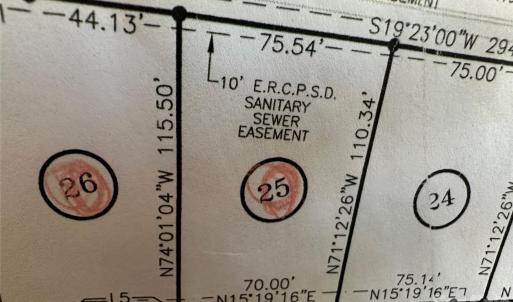 44.13'
S19°23'00"W 294
75.54'
75.00'
10' E.R.C.P.S.D.
SANITARY
SEWER
EASEMENT
N74°01'04"W 115.50'
N71°12'26"W 110.34'
N71°12'26"W
26
25
24
70.00'
N15°19'16"E
75.14'
N15°19'16"E
15
N